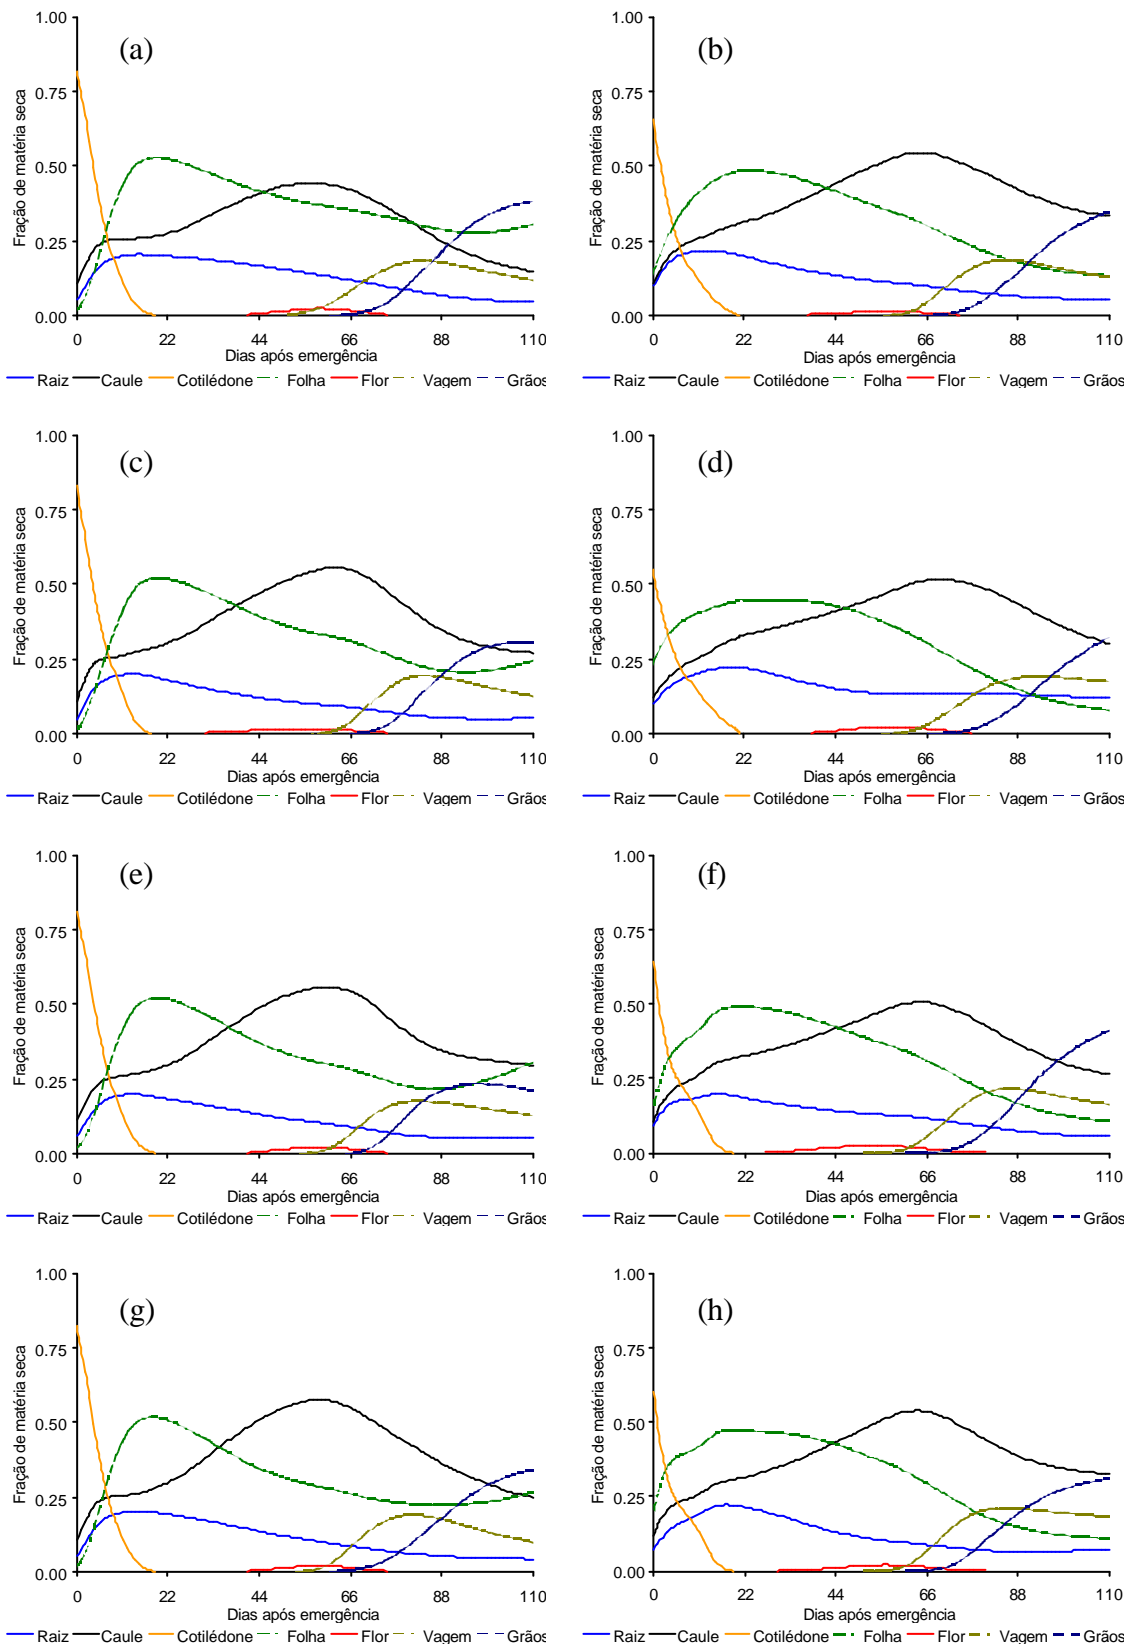 (a)
1.00
0.75
0.50
0.25
0.00
Fração de matéria seca
0 22 44 66 88 110
Dias após emergência
Raiz Caule Cotilédone Folha Flor Vagem Grãos
(b)
1.00
0.75
0.50
0.25
0.00
Fração de matéria seca
0 22 44 66 88 110
Dias após emergência
Raiz Caule Cotilédone Folha Flor Vagem Grãos
(c)
1.00
0.75
0.50
0.25
0.00
Fração de matéria seca
0 22 44 66 88 110
Dias após emergência
Raiz Caule Cotilédone Folha Flor Vagem Grãos
(d)
1.00
0.75
0.50
0.25
0.00
Fração de matéria seca
0 22 44 66 88 110
Dias após emergência
Raiz Caule Cotilédone Folha Flor Vagem Grãos
(e)
1.00
0.75
0.50
0.25
0.00
Fração de matéria seca
0 22 44 66 88 110
Dias após emergência
Raiz Caule Cotilédone Folha Flor Vagem Grãos
(f)
1.00
0.75
0.50
0.25
0.00
Fração de matéria seca
0 22 44 66 88 110
Dias após emergência
Raiz Caule Cotilédone Folha Flor Vagem Grãos
(g)
1.00
0.75
0.50
0.25
0.00
Fração de matéria seca
0 22 44 66 88 110
Dias após emergência
Raiz Caule Cotilédone Folha Flor Vagem Grãos
(h)
1.00
0.75
0.50
0.25
0.00
Fração de matéria seca
0 22 44 66 88 110
Dias após emergência
Raiz Caule Cotilédone Folha Flor Vagem Grãos